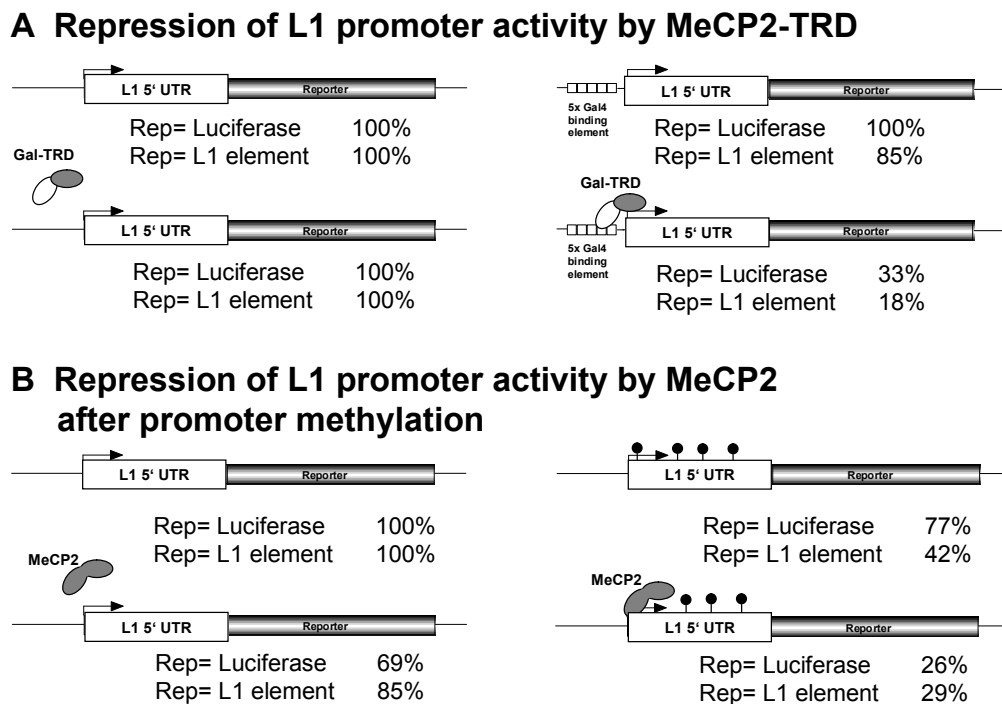 A Repression of L1 promoter activity by MeCP2-TRD
L1 5‘ UTR Reporter
Rep= Luciferase 100%
Rep= L1 element 100%
Gal-TRD
L1 5‘ UTR Reporter
Rep= Luciferase 100%
Rep= L1 element 100%
L1 5‘ UTR Reporter
5x Gal4
binding
element
Rep= Luciferase 100%
Rep= L1 element 85%
Gal-TRD
L1 5‘ UTR Reporter
5x Gal4
binding
element
Rep= Luciferase 33%
Rep= L1 element 18%
B Repression of L1 promoter activity by MeCP2
after promoter methylation
L1 5‘ UTR Reporter
Rep= Luciferase 100%
Rep= L1 element 100%
MeCP2
L1 5‘ UTR Reporter
Rep= Luciferase 69%
Rep= L1 element 85%
L1 5‘ UTR Reporter
Rep= Luciferase 77%
Rep= L1 element 42%
MeCP2
L1 5‘ UTR Reporter
Rep= Luciferase 26%
Rep= L1 element 29%